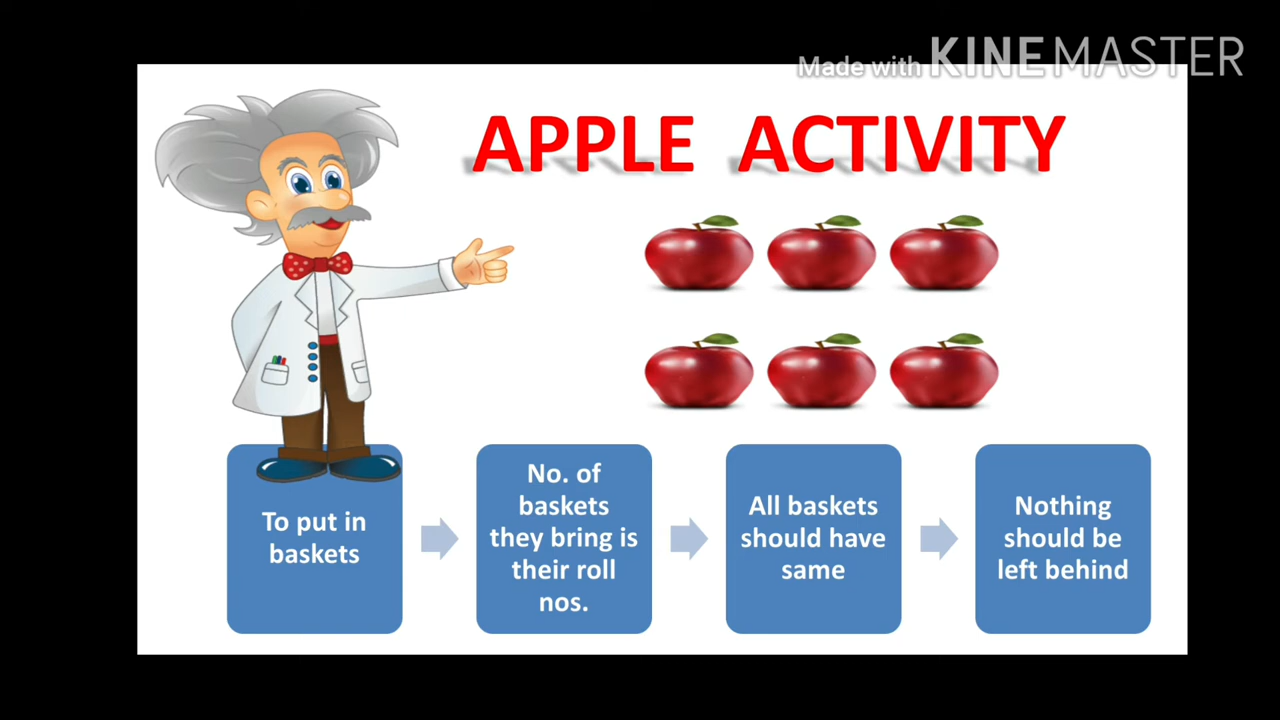 Made with KINEMASTER
APPLE ACTIVITY
To put in
baskets
No. of
baskets
they bring is
their roll
nos.
All baskets
should have
same
Nothing
should be
left behind